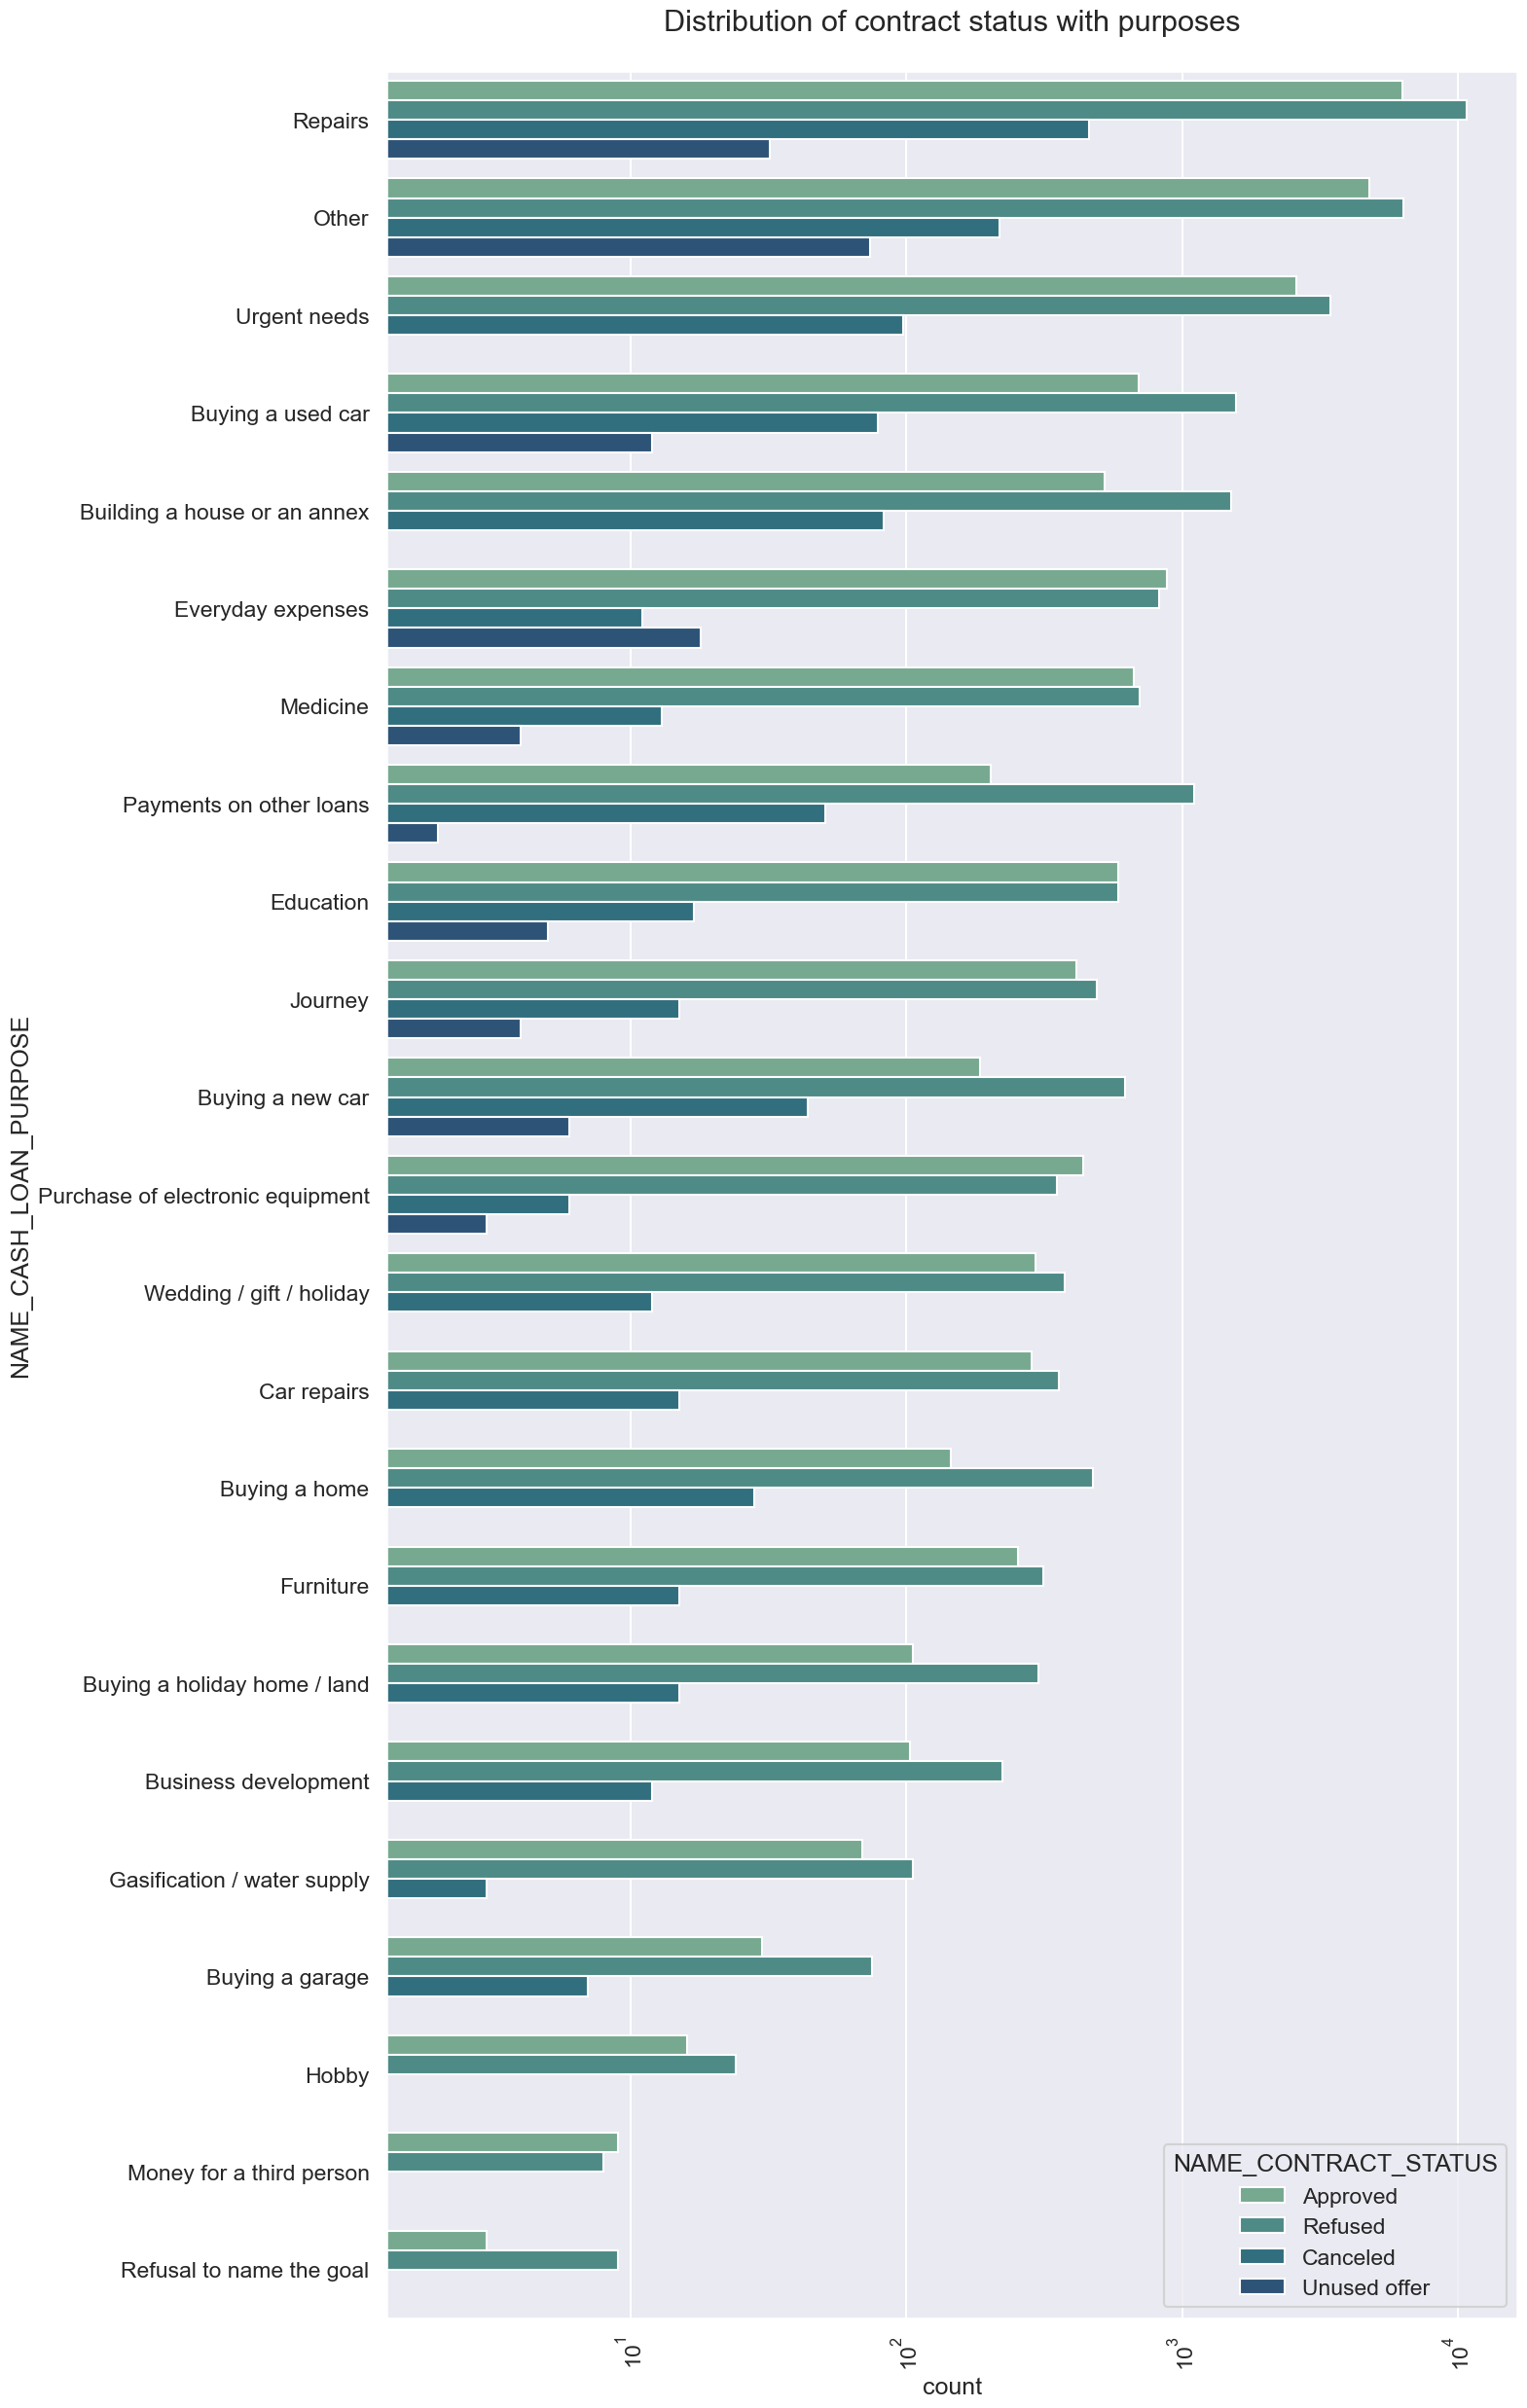 Distribution of contract status with purposes
NAME_CASH_LOAN_PURPOSE
Repairs
Other
Urgent needs
Buying a used car
Building a house or an annex
Everyday expenses
Medicine
Payments on other loans
Education
Journey
Buying a new car
Purchase of electronic equipment
Wedding / gift / holiday
Car repairs
Buying a home
Furniture
Buying a holiday home / land
Business development
Gasification / water supply
Buying a garage
Hobby
Money for a third person
Refusal to name the goal
NAME_CONTRACT_STATUS
Approved
Refused
Canceled
Unused offer
10¹
10²
10³
10⁴
count